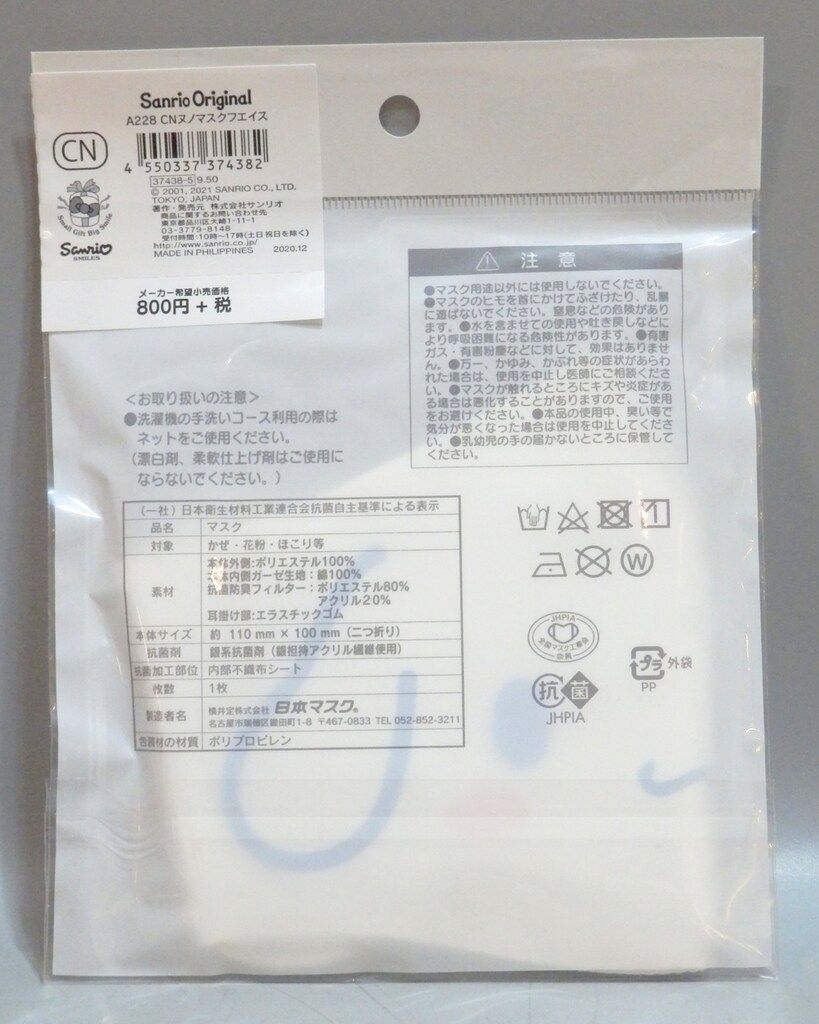 Sanrio Original
A228 CNヌノマスクフエイス
CN
4 550337 374382
37438-5 9.50
© 2001, 2021 SANRIO CO., LTD.
TOKYO, JAPAN
著作・発売元 株式会社サンリオ
商品に関するお問い合わせ先
東京都品川区大崎1-11-1
03-3779-8148
受付時間:10時〜17時(土日祝日を除く)
http://www.sanrio.co.jp/
MADE IN PHILIPPINES 2020.12
Small Gift Big Smile
Sanrio
SMILES
メーカー希望小売価格
800円 + 税
注意
●マスク用途以外には使用しないでください。
●マスクのヒモを首にかけてふざけたり、乱暴
に遊ばないでください。窒息などの危険があり
ます。●水を含ませての使用や吐き戻しなどに
より呼吸困難になる危険性があります。●有害
ガス・有害粉塵などに対して、効果はありませ
ん。●万一、かゆみ、かぶれ等の症状があらわ
れた場合は、使用を中止し医師にご相談くださ
い。●マスクが触れるところにキズや炎症があ
る場合は悪化することがありますので、ご使用
をお避けください。●本品の使用中、臭い等で
気分が悪くなった場合は使用を中止してくださ
い。●乳幼児の手の届かないところに保管して
ください。
＜お取り扱いの注意＞
●洗濯機の手洗いコース利用の際は
ネットをご使用ください。
(漂白剤、柔軟仕上げ剤はご使用に
ならないでください。)
(一社)日本衛生材料工業連合会抗菌自主基準による表示
品名 マスク
対象 かぜ・花粉・ほこり等
素材 本体外側:ポリエステル100%
本体内側ガーゼ生地:綿100%
抗菌防臭フィルター:ポリエステル80%
アクリル20%
耳掛け部:エラスチックゴム
本体サイズ 約 110mm×100mm(二つ折り)
抗菌剤 銀系抗菌剤(銀担持アクリル繊維使用)
抗菌加工部位 内部不織布シート
枚数 1枚
製造者名 横井定株式会社 日本マスク®
名古屋市瑞穂区鍵田町1-8 〒467-0833 TEL 052-852-3211
包装材の材質 ポリプロピレン
1
W
JHPIA
全国マスク工業会
会員
抗菌
JHPIA
プラ 外袋
PP